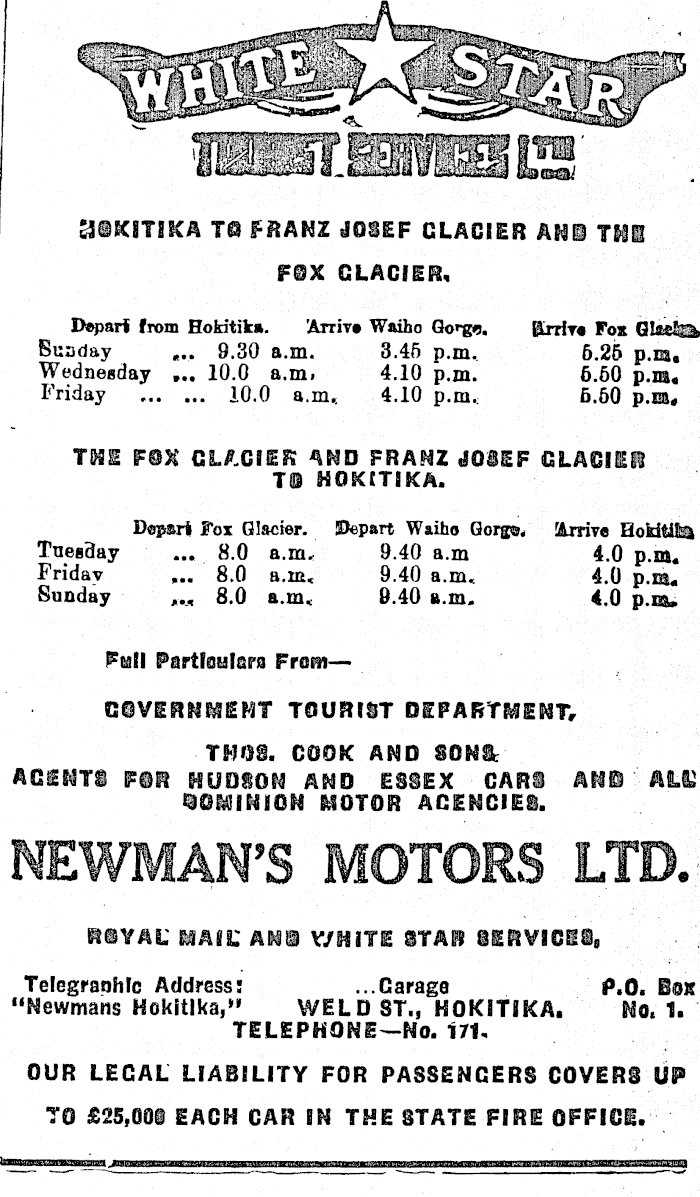 WHITE STAR
TOURIST SERVICES LTD
HOKITIKA TO FRANZ JOSEF GLACIER AND THE
FOX GLACIER.
Depart from Hokitika. Arrive Waiho Gorge. Arrive Fox Glacier.
Sunday ... 9.30 a.m. 3.45 p.m. 5.25 p.m.
Wednesday ... 10.0 a.m. 4.10 p.m. 5.50 p.m.
Friday ... ... 10.0 a.m. 4.10 p.m. 5.50 p.m.
THE FOX GLACIER AND FRANZ JOSEF GLACIER
TO HOKITIKA.
Depart Fox Glacier. Depart Waiho Gorge. Arrive Hokitika
Tuesday ... 8.0 a.m. 9.40 a.m 4.0 p.m.
Friday ... 8.0 a.m. 9.40 a.m. 4.0 p.m.
Sunday ... 8.0 a.m. 9.40 a.m. 4.0 p.m.
Full Particulars From—
GOVERNMENT TOURIST DEPARTMENT,
THOS. COOK AND SONS.
AGENTS FOR HUDSON AND ESSEX CARS AND ALL
DOMINION MOTOR AGENCIES.
NEWMAN'S MOTORS LTD.
ROYAL MAIL AND WHITE STAR SERVICES,
Telegraphic Address: ...Garage P.O. Box
"Newmans Hokitika," WELD ST., HOKITIKA. No. 1.
TELEPHONE—No. 171.
OUR LEGAL LIABILITY FOR PASSENGERS COVERS UP
TO £25,000 EACH CAR IN THE STATE FIRE OFFICE.